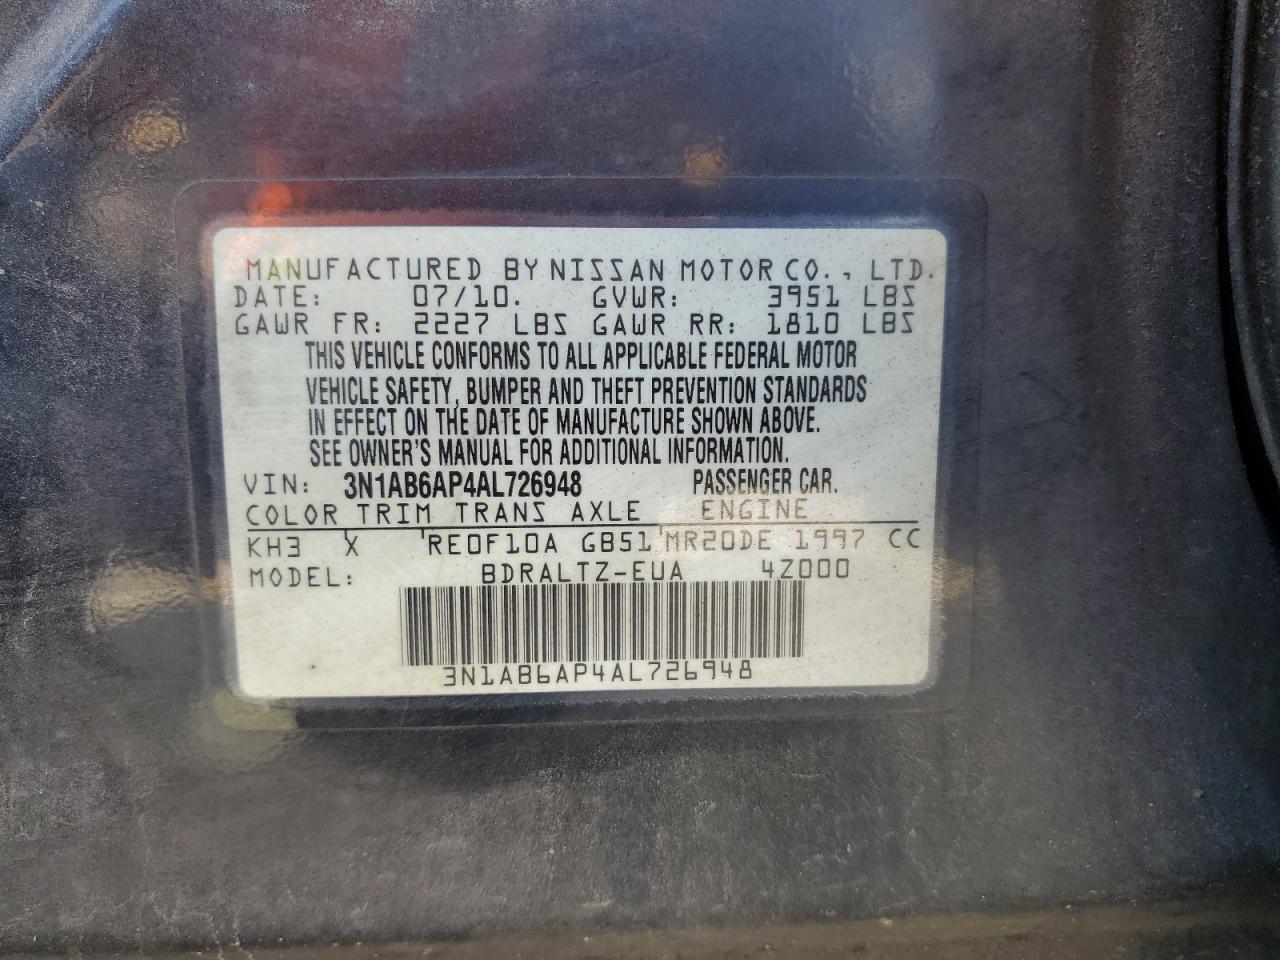 MANUFACTURED BY NISSAN MOTOR CO., LTD.
DATE: 07/10. GVWR: 3951 LBS
GAWR FR: 2227 LBS GAWR RR: 1810 LBS
THIS VEHICLE CONFORMS TO ALL APPLICABLE FEDERAL MOTOR
VEHICLE SAFETY, BUMPER AND THEFT PREVENTION STANDARDS
IN EFFECT ON THE DATE OF MANUFACTURE SHOWN ABOVE.
SEE OWNER'S MANUAL FOR ADDITIONAL INFORMATION.
VIN: 3N1AB6AP4AL726948 PASSENGER CAR.
COLOR TRIM TRANS AXLE ENGINE
KH3 X RE0F10A GB51 MR20DE 1997 CC
MODEL: BDRALTZ-EUA 4Z000
3N1AB6AP4AL726948